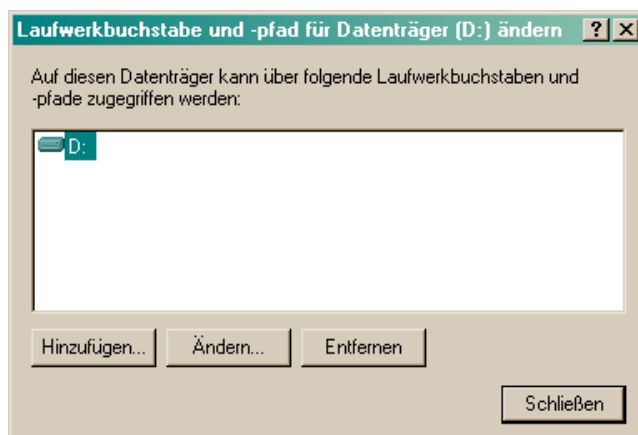 Laufwerkbuchstabe und -pfad für Datenträger (D:) ändern
Auf diesen Datenträger kann über folgende Laufwerkbuchstaben und
-pfade zugegriffen werden:
D:
Hinzufügen... Ändern... Entfernen
Schließen